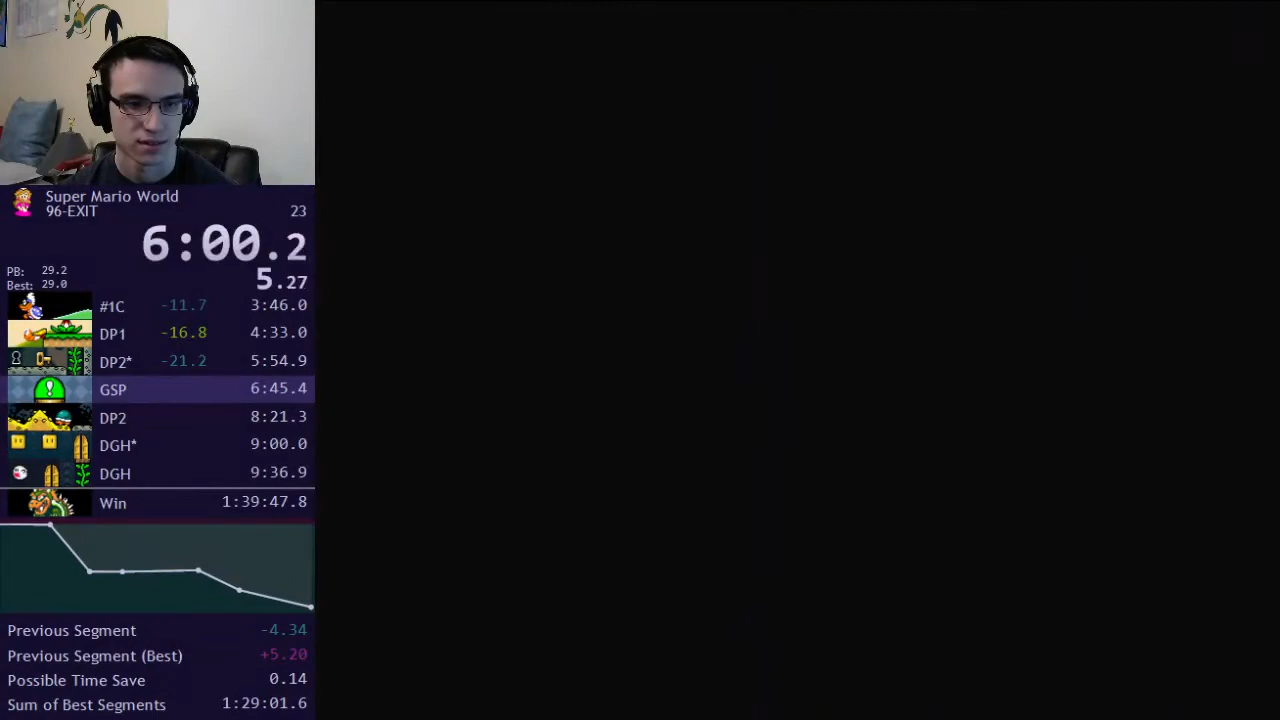 Super Mario World
96-EXIT 23
6:00.2
PB: 29.2 5.27
Best: 29.0
#1C -11.7 3:46.0
DP1 -16.8 4:33.0
DP2* -21.2 5:54.9
! GSP 6:45.4
DP2 8:21.3
DGH* 9:00.0
DGH 9:36.9
Win 1:39:47.8
Previous Segment -4.34
Previous Segment (Best) +5.20
Possible Time Save 0.14
Sum of Best Segments 1:29:01.6